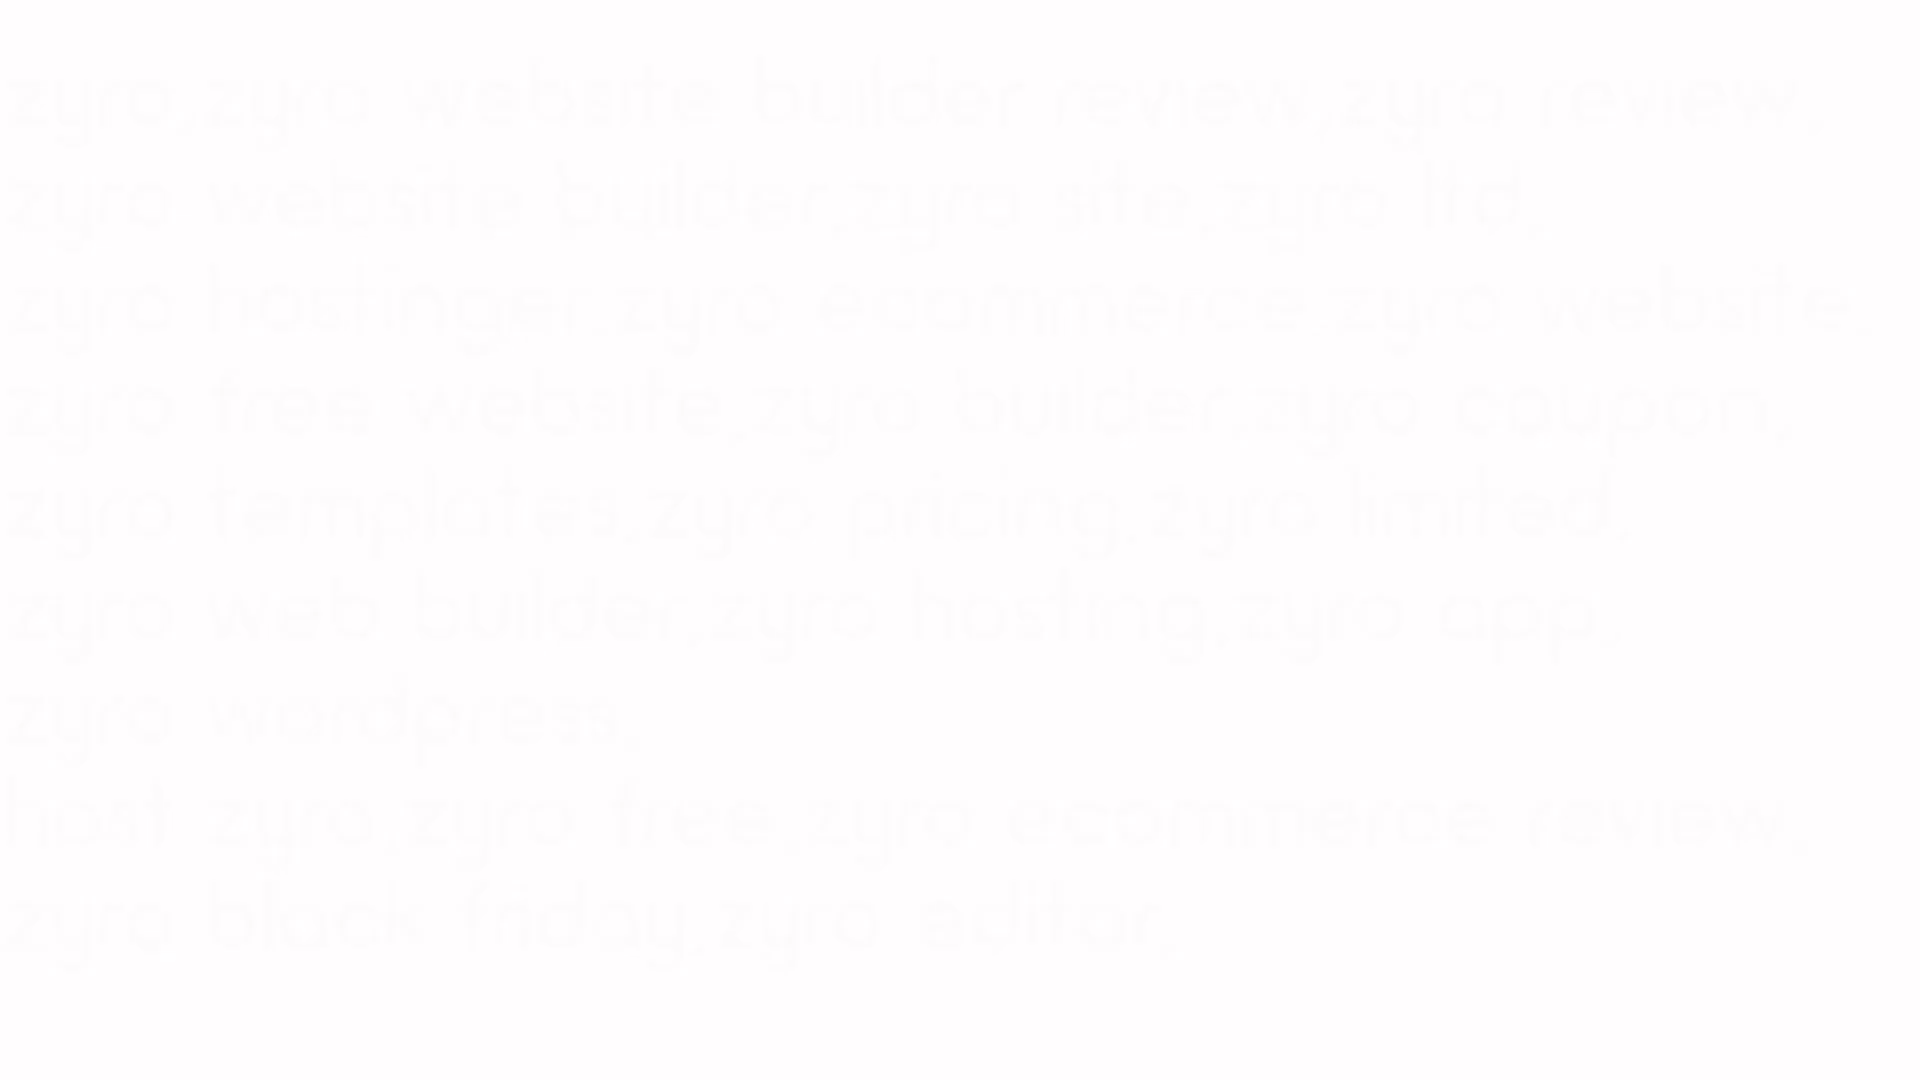 zyro,zyro website builder review,zyro review,
zyro website builder,zyro site,zyro ltd,
zyro hostinger,zyro ecommerce,zyro website,
zyro free website,zyro builder,zyro coupon,
zyro templates,zyro pricing,zyro limited,
zyro web builder,zyro hosting,zyro app,
zyro wordpress,
host zyro,zyro free,zyro ecommerce review,
zyro black friday,zyro editor,